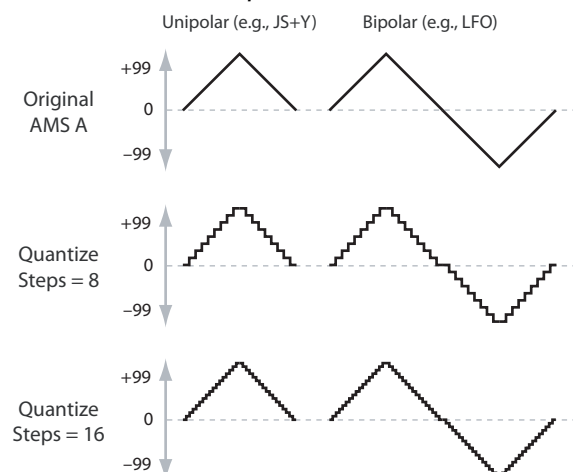 Unipolar (e.g., JS+Y) Bipolar (e.g., LFO)
+99
Original
AMS A
0
–99
+99
Quantize
Steps = 8
0
–99
+99
Quantize
Steps = 16
0
–99